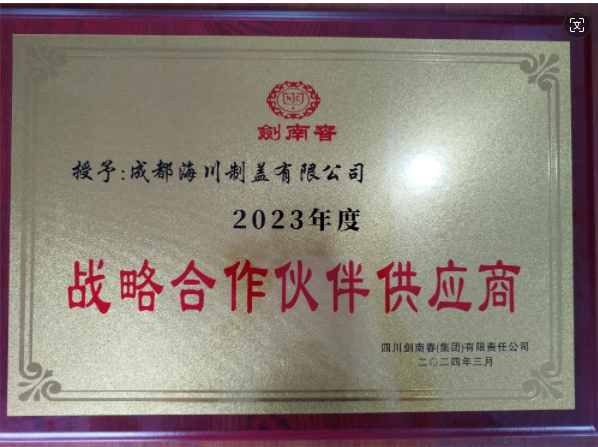 NJC
劍南春
授予:成都海川制盖有限公司
2023年度
战略合作伙伴供应商
四川剑南春(集团)有限责任公司
二〇二四年三月